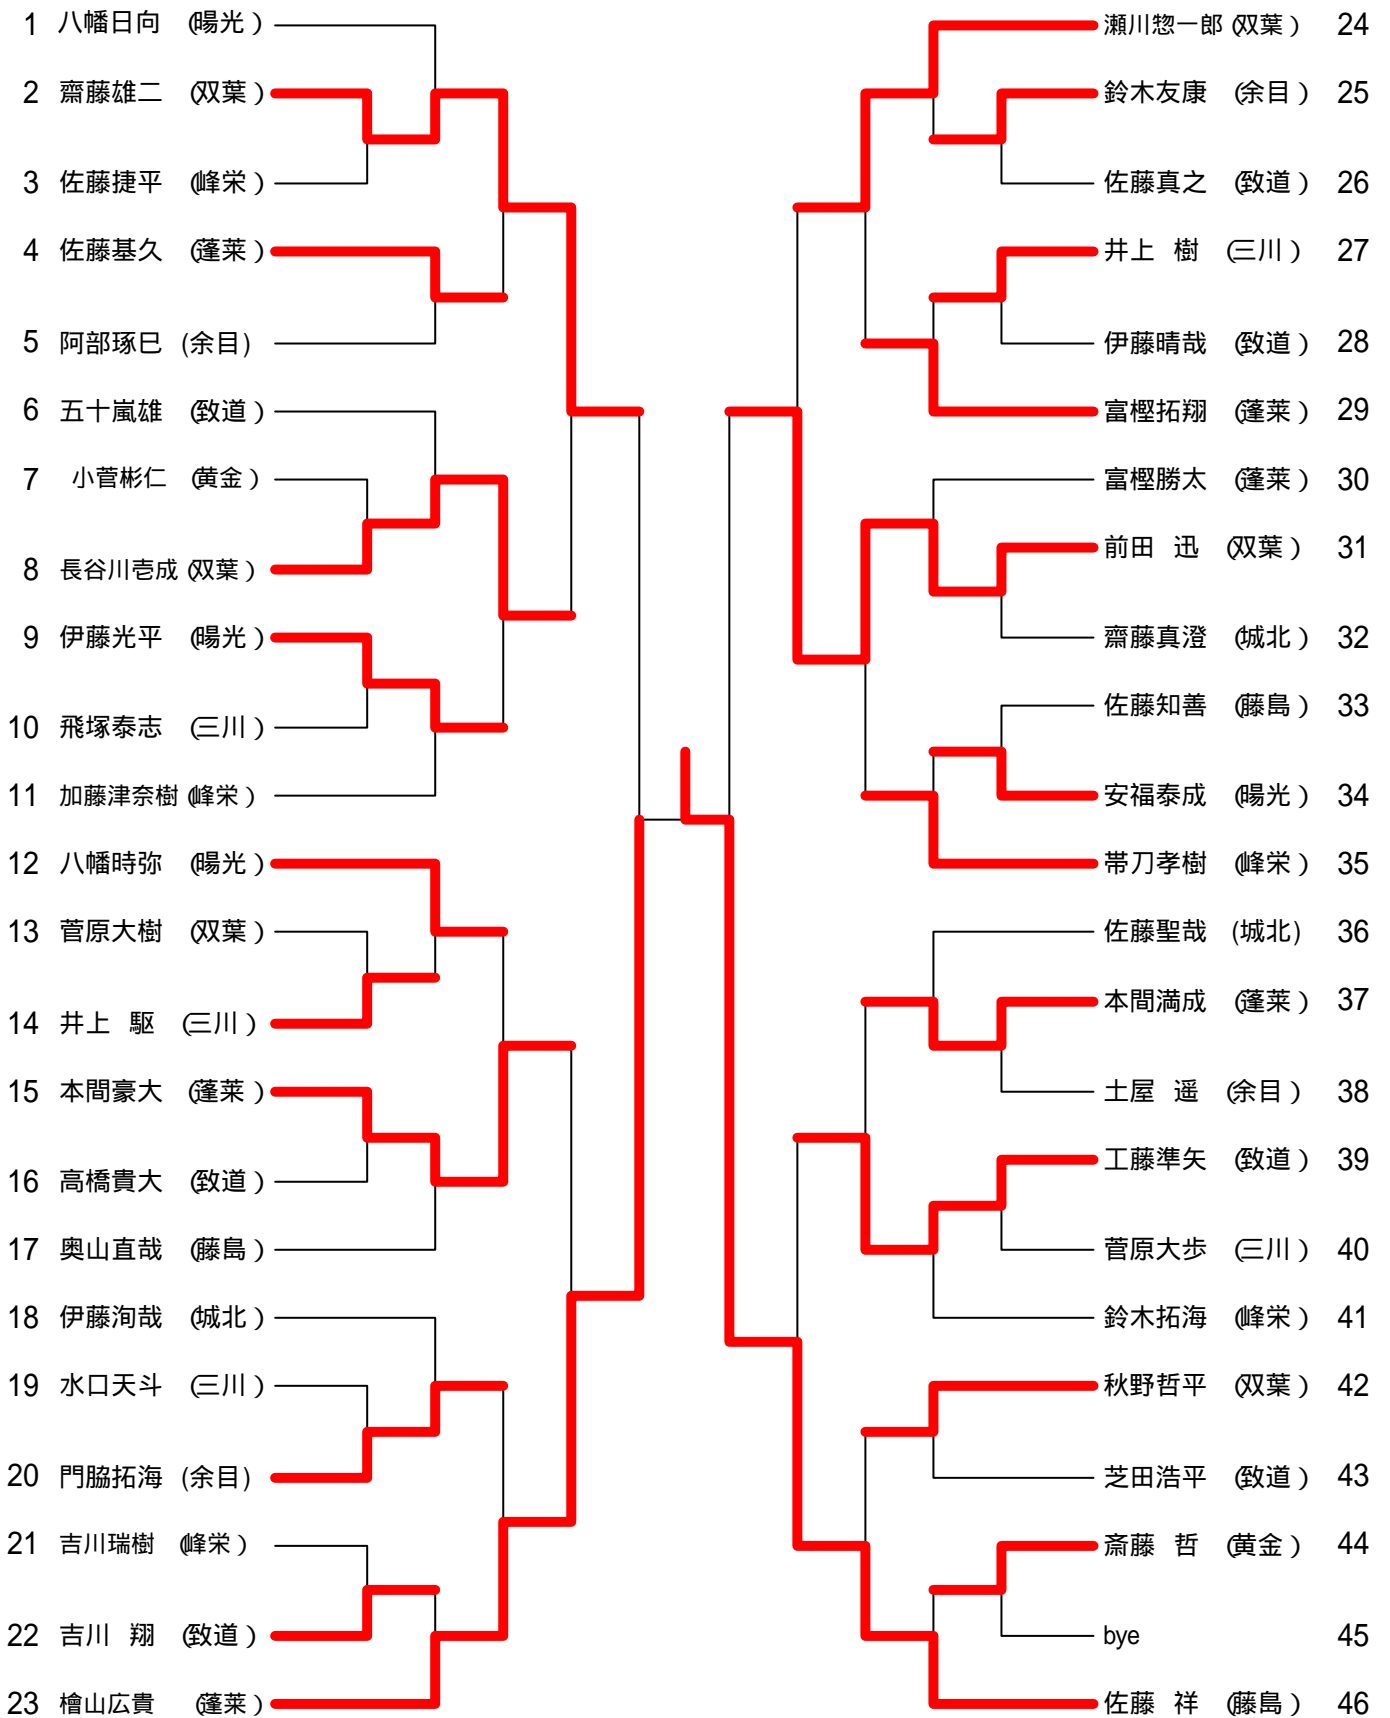 1 八幡日向 (暘光)
2 齋藤雄二 (双葉)
3 佐藤捷平 (峰栄)
4 佐藤基久 (蓬莱)
5 阿部琢巳 (余目)
6 五十嵐雄 (致道)
7 小菅彬仁 (黄金)
8 長谷川壱成 (双葉)
9 伊藤光平 (暘光)
10 飛塚泰志 (三川)
11 加藤津奈樹 (峰栄)
12 八幡時弥 (暘光)
13 菅原大樹 (双葉)
14 井上 駆 (三川)
15 本間豪大 (蓬莱)
16 高橋貴大 (致道)
17 奥山直哉 (藤島)
18 伊藤洵哉 (城北)
19 水口天斗 (三川)
20 門脇拓海 (余目)
21 吉川瑞樹 (峰栄)
22 吉川 翔 (致道)
23 檜山広貴 (蓬莱)
瀬川惣一郎 (双葉) 24
鈴木友康 (余目) 25
佐藤真之 (致道) 26
井上 樹 (三川) 27
伊藤晴哉 (致道) 28
富樫拓翔 (蓬莱) 29
富樫勝太 (蓬莱) 30
前田 迅 (双葉) 31
齋藤真澄 (城北) 32
佐藤知善 (藤島) 33
安福泰成 (暘光) 34
帯刀孝樹 (峰栄) 35
佐藤聖哉 (城北) 36
本間満成 (蓬莱) 37
土屋 遥 (余目) 38
工藤準矢 (致道) 39
菅原大歩 (三川) 40
鈴木拓海 (峰栄) 41
秋野哲平 (双葉) 42
芝田浩平 (致道) 43
斎藤 哲 (黄金) 44
bye 45
佐藤 祥 (藤島) 46